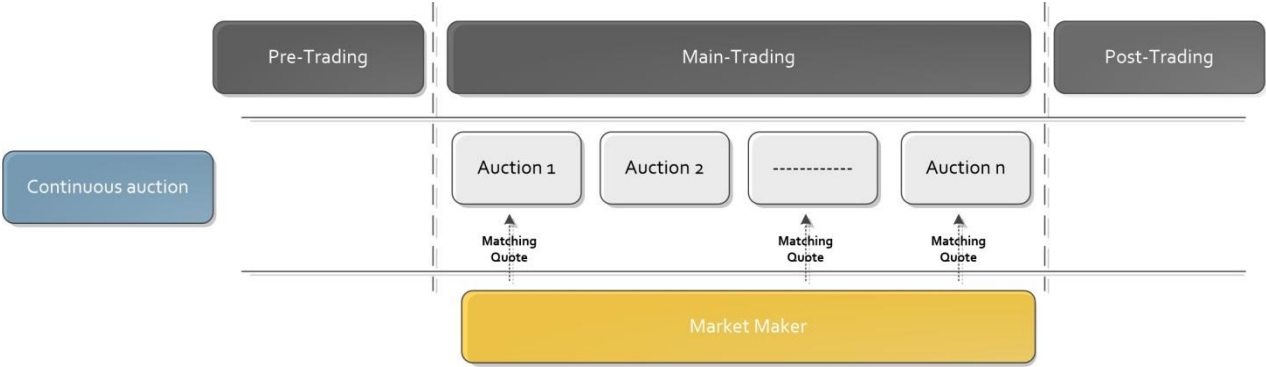 Pre-Trading
Main-Trading
Post-Trading
Continuous auction
Auction 1
Auction 2
------------
Auction n
Matching
Quote
Matching
Quote
Matching
Quote
Market Maker